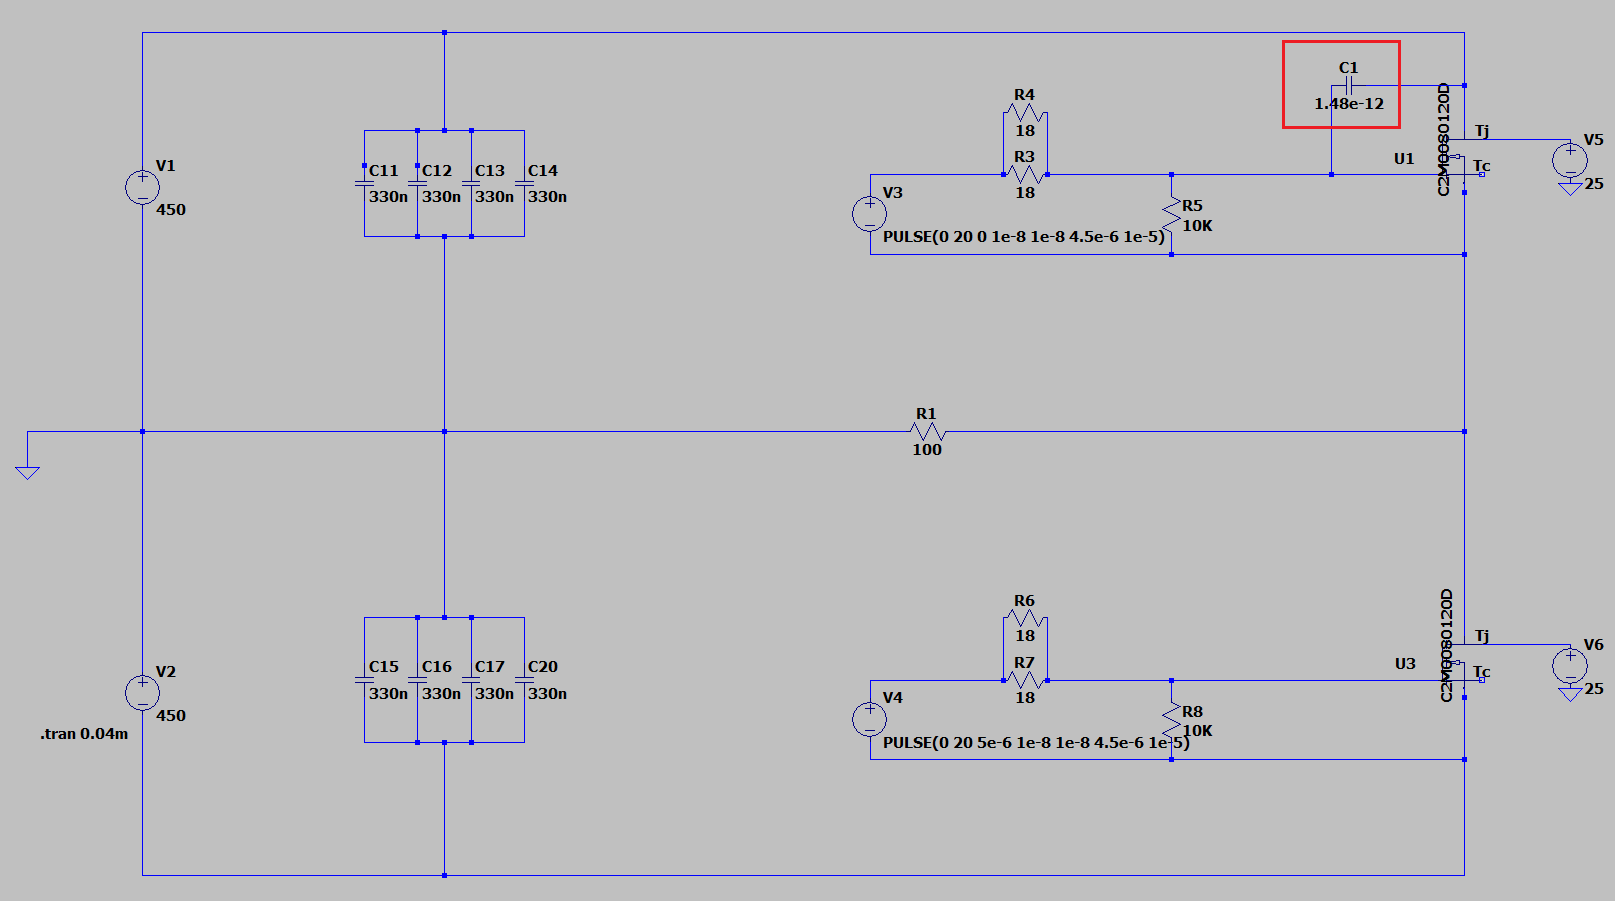 V1
450
C11
330n
C12
330n
C13
330n
C14
330n
R4
18
R3
18
V3
PULSE(0 20 0 1e-8 1e-8 4.5e-6 1e-5)
R5
10K
C1
1.48e-12
U1
C2M0080120D
Tj
Tc
V5
25
R1
100
V2
450
.tran 0.04m
C15
330n
C16
330n
C17
330n
C20
330n
R6
18
R7
18
V4
PULSE(0 20 5e-6 1e-8 1e-8 4.5e-6 1e-5)
R8
10K
U3
C2M0080120D
Tj
Tc
V6
25